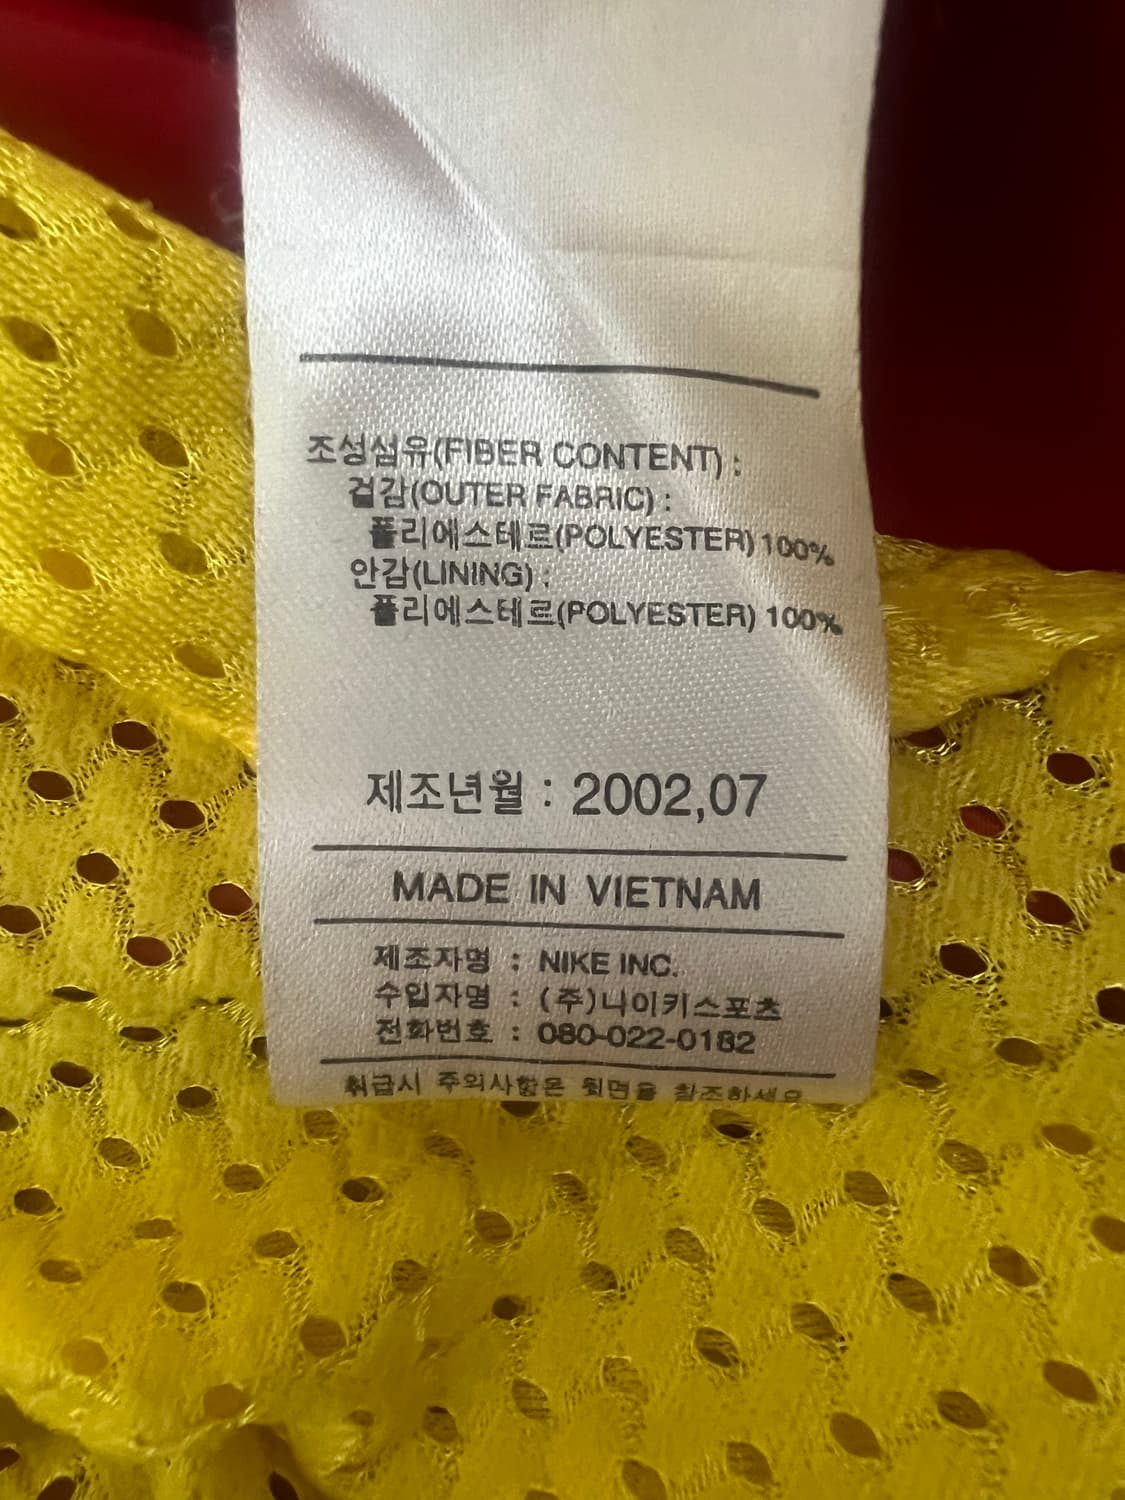 조성섬유(FIBER CONTENT) :
겉감(OUTER FABRIC) :
폴리에스테르(POLYESTER) 100%
안감(LINING) :
폴리에스테르(POLYESTER) 100%
제조년월 : 2002,07
MADE IN VIETNAM
제조자명 : NIKE INC.
수입자명 : (주)나이키스포츠
전화번호 : 080-022-0182
취급시 주의사항은 뒷면을 참조하세요